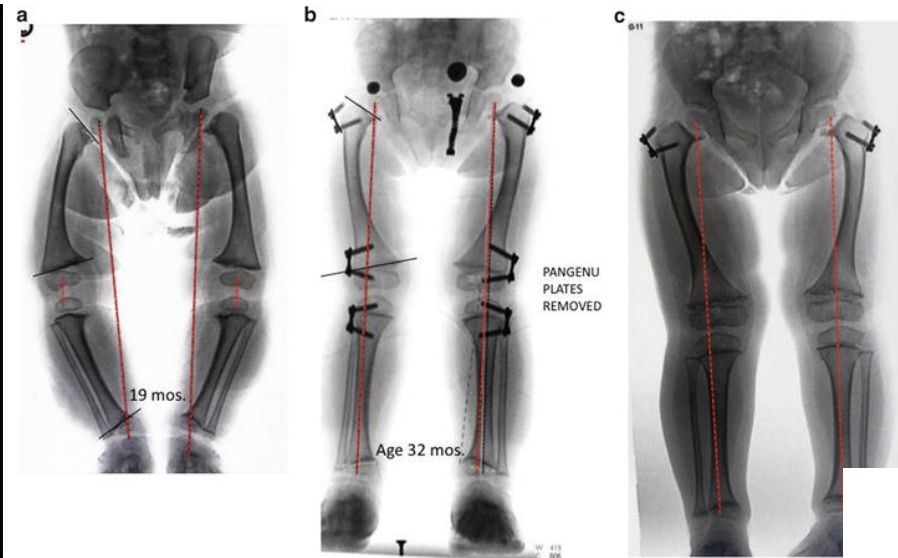 a
b
c
19 mos.
Age 32 mos.
PANGENU
PLATES
REMOVED